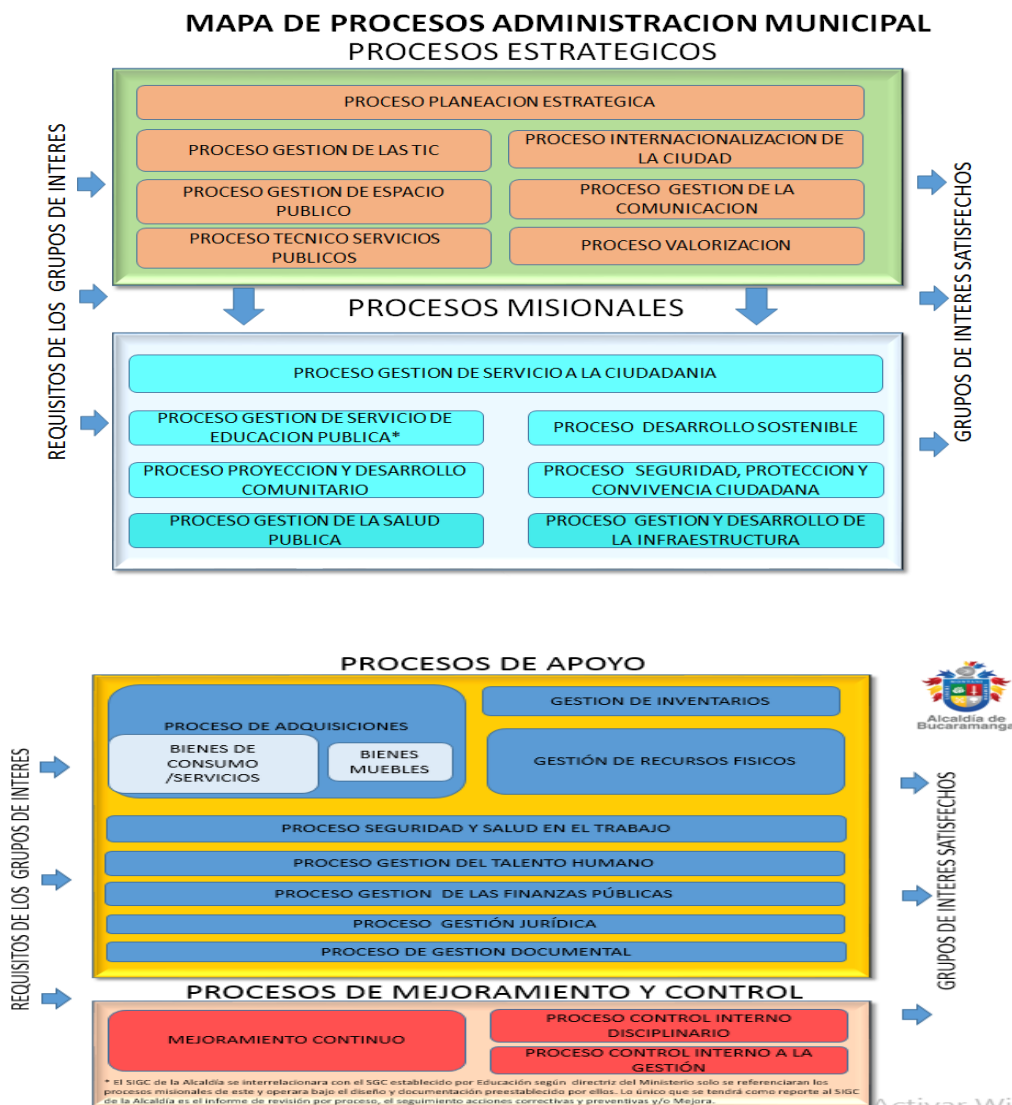 MAPA DE PROCESOS ADMINISTRACION MUNICIPAL
PROCESOS ESTRATEGICOS
REQUISITOS DE LOS GRUPOS DE INTERES
PROCESO PLANEACION ESTRATEGICA
PROCESO GESTION DE LAS TIC
PROCESO INTERNACIONALIZACION DE
LA CIUDAD
PROCESO GESTION DE ESPACIO
PUBLICO
PROCESO GESTION DE LA
COMUNICACION
PROCESO TECNICO SERVICIOS
PUBLICOS
PROCESO VALORIZACION
GRUPOS DE INTERES SATISFECHOS
PROCESOS MISIONALES
PROCESO GESTION DE SERVICIO A LA CIUDADANIA
PROCESO GESTION DE SERVICIO DE
EDUCACION PUBLICA*
PROCESO DESARROLLO SOSTENIBLE
PROCESO PROYECCION Y DESARROLLO
COMUNITARIO
PROCESO SEGURIDAD, PROTECCION Y
CONVIVENCIA CIUDADANA
PROCESO GESTION DE LA SALUD
PUBLICA
PROCESO GESTION Y DESARROLLO DE
LA INFRAESTRUCTURA
PROCESOS DE APOYO
Alcaldía de
Bucaramanga
REQUISITOS DE LOS GRUPOS DE INTERES
PROCESO DE ADQUISICIONES
BIENES DE
CONSUMO
/SERVICIOS
BIENES
MUEBLES
GESTION DE INVENTARIOS
GESTIÓN DE RECURSOS FISICOS
PROCESO SEGURIDAD Y SALUD EN EL TRABAJO
PROCESO GESTION DEL TALENTO HUMANO
PROCESO GESTION DE LAS FINANZAS PÚBLICAS
PROCESO GESTIÓN JURÍDICA
PROCESO DE GESTION DOCUMENTAL
GRUPOS DE INTERES SATISFECHOS
PROCESOS DE MEJORAMIENTO Y CONTROL
MEJORAMIENTO CONTINUO
PROCESO CONTROL INTERNO
DISCIPLINARIO
PROCESO CONTROL INTERNO A LA
GESTIÓN
* El SIGC de la Alcaldía se interrelacionara con el SGC establecido por Educación según directriz del Ministerio solo se referenciaran los
procesos misionales de este y operara bajo el diseño y documentación preestablecido por ellos. Lo único que se tendrá como reporte al SIGC
de la Alcaldía es el informe de revisión por proceso, el seguimiento acciones correctivas y preventivas y/o Mejora.
Activar Wi